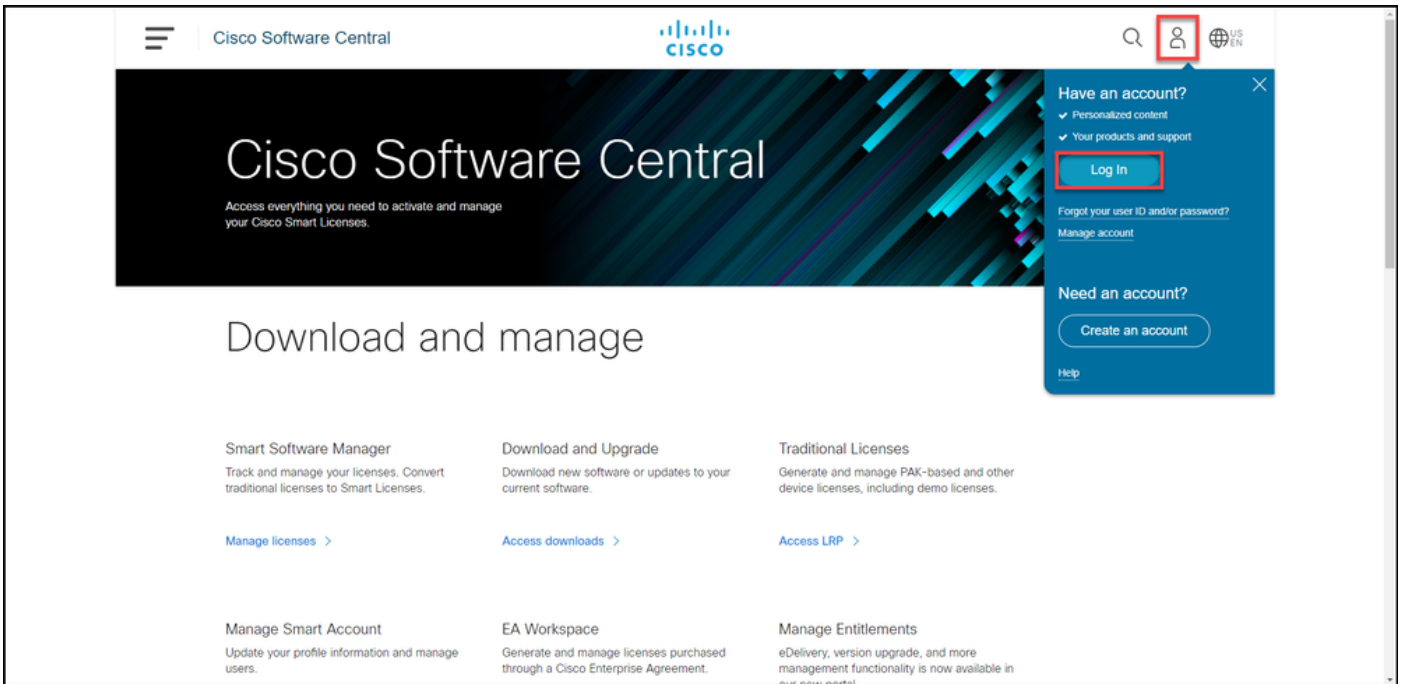 Cisco Software Central
CISCO
US
EN
Cisco Software Central
Access everything you need to activate and manage
your Cisco Smart Licenses.
Have an account?
Personalized content
Your products and support
Log In
Forgot your user ID and/or password?
Manage account
Need an account?
Create an account
Help
Download and manage
Smart Software Manager
Track and manage your licenses. Convert
traditional licenses to Smart Licenses.
Manage licenses
Download and Upgrade
Download new software or updates to your
current software.
Access downloads
Traditional Licenses
Generate and manage PAK-based and other
device licenses, including demo licenses.
Access LRP
Manage Smart Account
Update your profile information and manage
users.
EA Workspace
Generate and manage licenses purchased
through a Cisco Enterprise Agreement.
Manage Entitlements
eDelivery, version upgrade, and more
management functionality is now available in
our new portal.